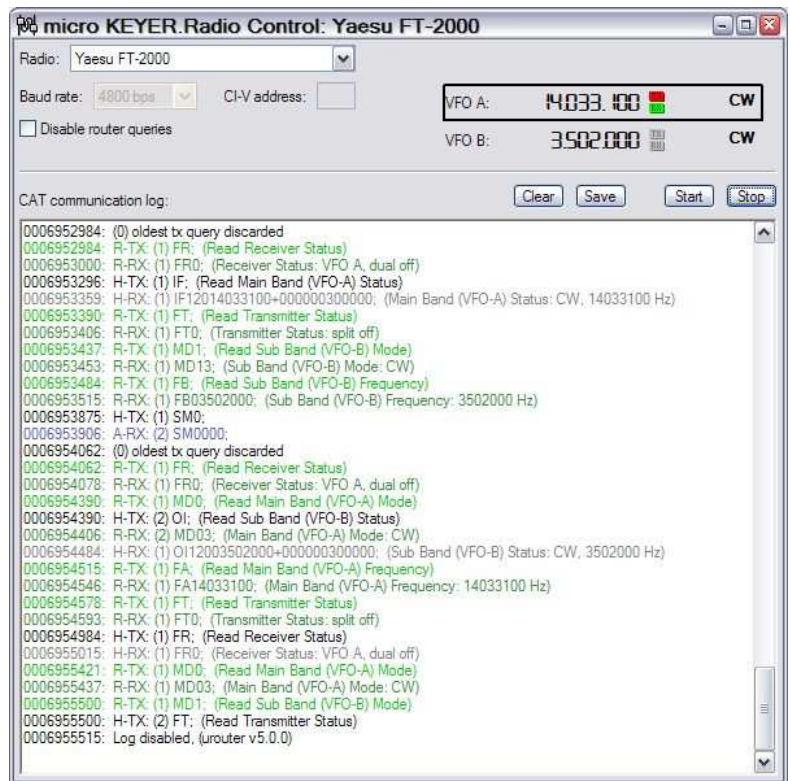 micro KEYER.Radio Control: Yaesu FT-2000
Radio: Yaesu FT-2000
Baud rate: 4800 bps CI-V address:
VFO A: 14.033.100 CW
Disable router queries
VFO B: 3.502.000 CW
CAT communication log: Clear Save Start Stop
0006952984: (0) oldest tx query discarded
0006952984: R-TX: (1) FR; (Read Receiver Status)
0006953000: R-RX: (1) FR0; (Receiver Status: VFO A, dual off)
0006953296: H-TX: (1) IF; (Read Main Band (VFO-A) Status)
0006953359: H-RX: (1) IF12014033100+000000300000; (Main Band (VFO-A) Status: CW, 14033100 Hz)
0006953390: R-TX: (1) FT; (Read Transmitter Status)
0006953406: R-RX: (1) FT0; (Transmitter Status: split off)
0006953437: R-TX: (1) MD1; (Read Sub Band (VFO-B) Mode)
0006953453: R-RX: (1) MD13; (Sub Band (VFO-B) Mode: CW)
0006953484: R-TX: (1) FB; (Read Sub Band (VFO-B) Frequency)
0006953515: R-RX: (1) FB03502000; (Sub Band (VFO-B) Frequency: 3502000 Hz)
0006953875: H-TX: (1) SM0;
0006953906: A-RX: (2) SM0000;
0006954062: (0) oldest tx query discarded
0006954062: R-TX: (1) FR; (Read Receiver Status)
0006954078: R-RX: (1) FR0; (Receiver Status: VFO A, dual off)
0006954390: R-TX: (1) MD0; (Read Main Band (VFO-A) Mode)
0006954390: H-TX: (2) OI; (Read Sub Band (VFO-B) Status)
0006954406: R-RX: (2) MD03; (Main Band (VFO-A) Mode: CW)
0006954484: H-RX: (1) OI12003502000+000000300000; (Sub Band (VFO-B) Status: CW, 3502000 Hz)
0006954515: R-TX: (1) FA; (Read Main Band (VFO-A) Frequency)
0006954546: R-RX: (1) FA14033100; (Main Band (VFO-A) Frequency: 14033100 Hz)
0006954578: R-TX: (1) FT; (Read Transmitter Status)
0006954593: R-RX: (1) FT0; (Transmitter Status: split off)
0006954984: H-TX: (1) FR; (Read Receiver Status)
0006955015: H-RX: (1) FR0; (Receiver Status: VFO A, dual off)
0006955421: R-TX: (1) MD0; (Read Main Band (VFO-A) Mode)
0006955437: R-RX: (1) MD03; (Main Band (VFO-A) Mode: CW)
0006955500: R-TX: (1) MD1; (Read Sub Band (VFO-B) Mode)
0006955500: H-TX: (2) FT; (Read Transmitter Status)
0006955515: Log disabled, (urouter v5.0.0)